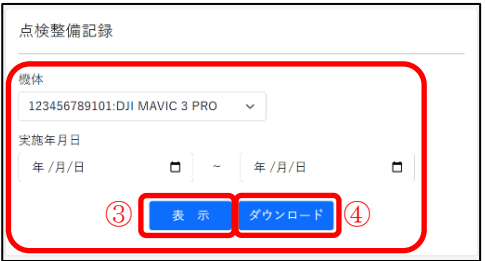 点検整備記録
機体
123456789101:DJI MAVIC 3 PRO
実施年月日
年 /月/日 ~ 年 /月/日
③ 表 示 ダウンロード ④